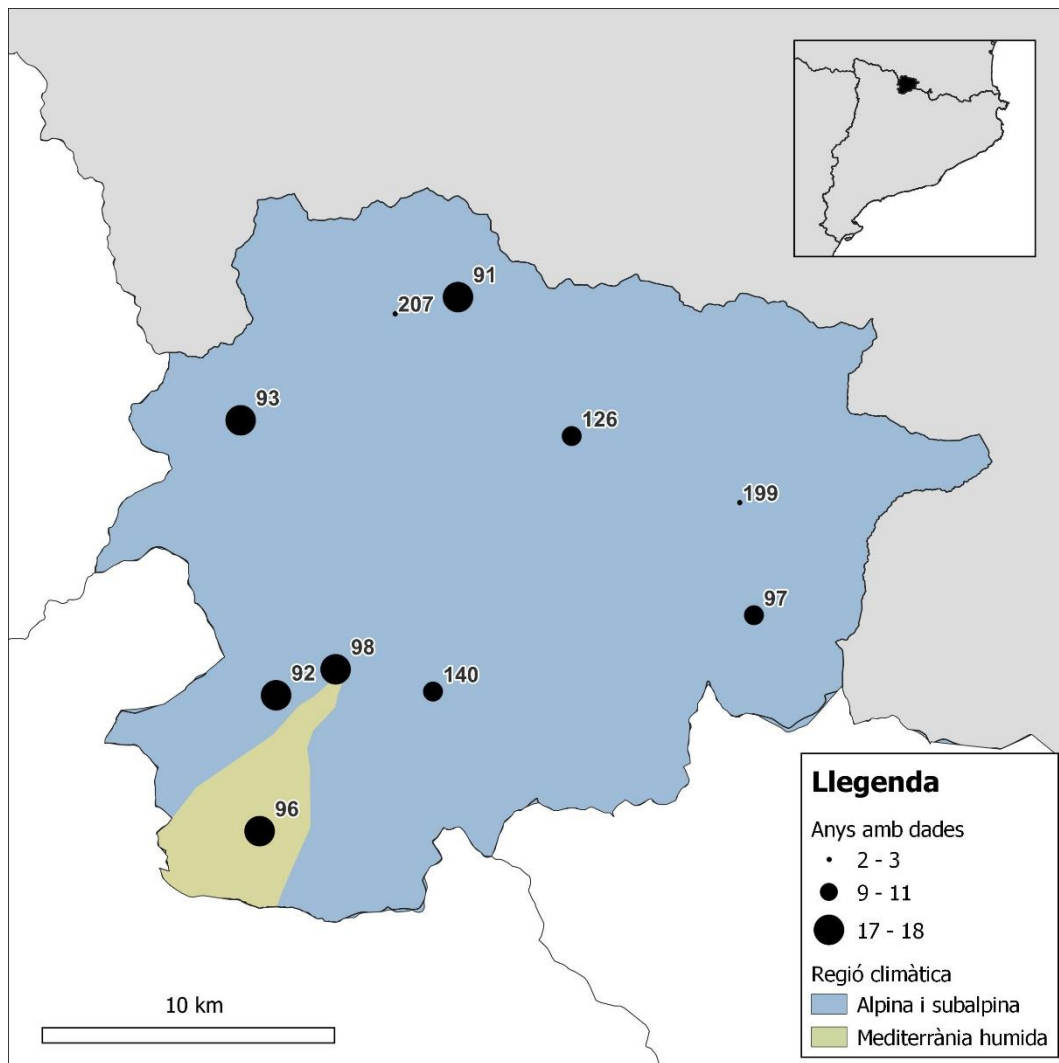 91
207
93
126
199
97
98
92
140
96
Llegenda
Anys amb dades
2 - 3
9 - 11
17 - 18
Regió climàtica
Alpina i subalpina
Mediterrània humida
10 km